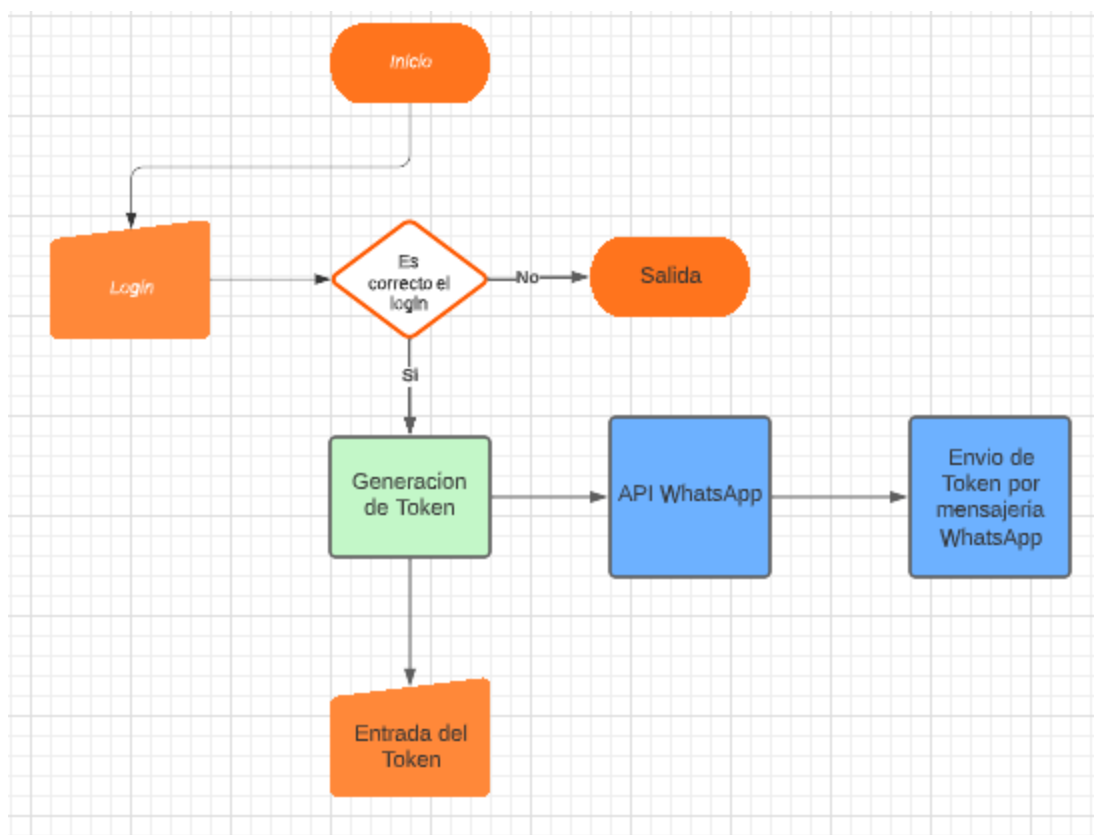 Inicio
Login
Es
correcto el
login
No
Salida
Si
Generacion
de Token
API WhatsApp
Envio de
Token por
mensajeria
WhatsApp
Entrada del
Token